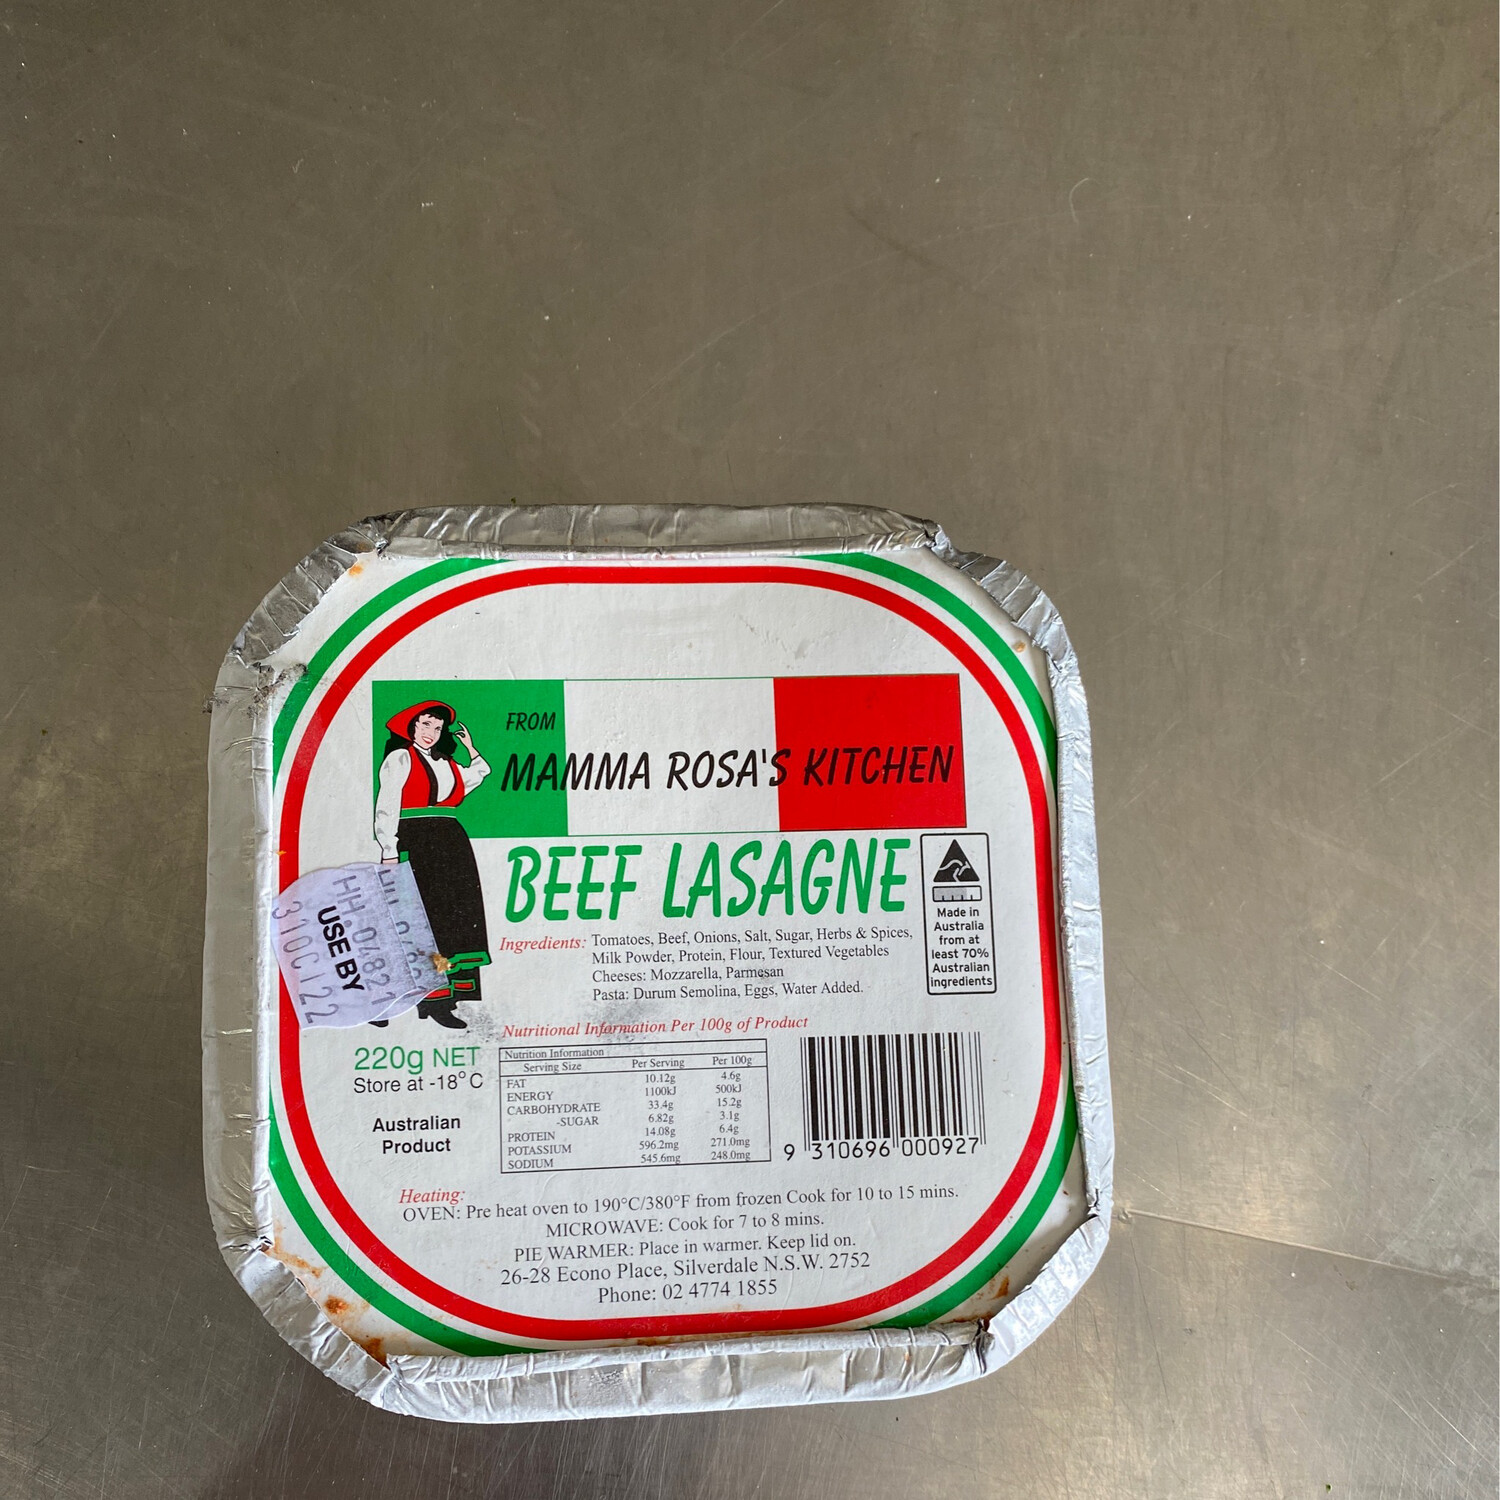 FROM
MAMMA ROSA'S KITCHEN
BEEF LASAGNE
Ingredients: Tomatoes, Beef, Onions, Salt, Sugar, Herbs & Spices,
Milk Powder, Protein, Flour, Textured Vegetables
Cheeses: Mozzarella, Parmesan
Pasta: Durum Semolina, Eggs, Water Added.
Made in
Australia
from at
least 70%
Australian
ingredients
USE BY
31OCT22
220g NET
Store at -18°C
Australian
Product
Nutritional Information Per 100g of Product
Nutrition Information
Serving Size Per Serving Per 100g
FAT 10.12g 4.6g
ENERGY 1100kJ 500kJ
CARBOHYDRATE 33.4g 15.2g
-SUGAR 6.82g 3.1g
PROTEIN 14.08g 6.4g
POTASSIUM 596.2mg 271.0mg
SODIUM 545.6mg 248.0mg
9 310696 000927
Heating:
OVEN: Pre heat oven to 190°C/380°F from frozen Cook for 10 to 15 mins.
MICROWAVE: Cook for 7 to 8 mins.
PIE WARMER: Place in warmer. Keep lid on.
26-28 Econo Place, Silverdale N.S.W. 2752
Phone: 02 4774 1855